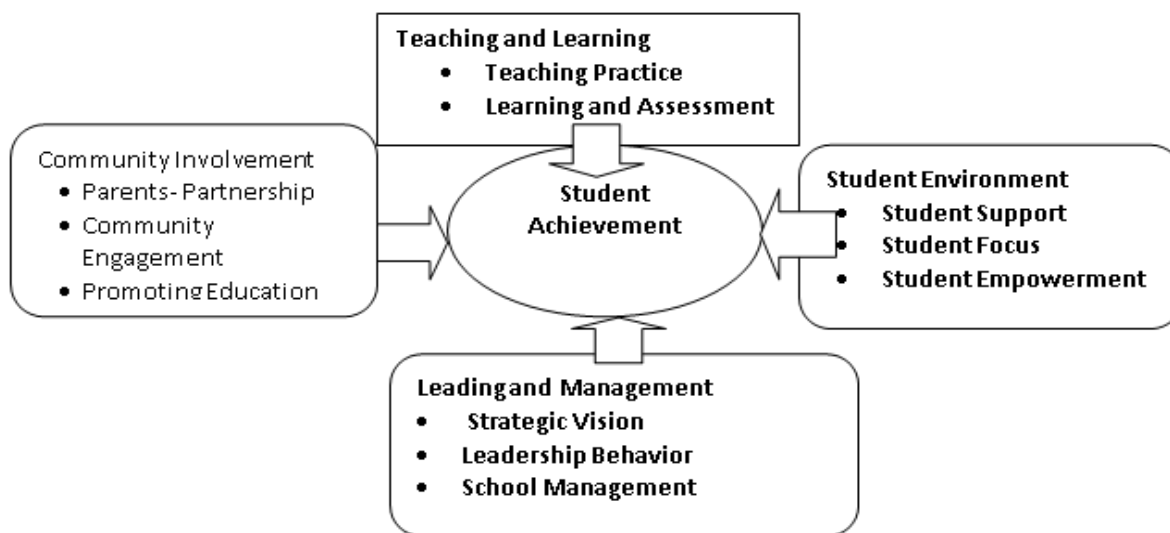 Teaching and Learning
• Teaching Practice
• Learning and Assessment
Community Involvement
• Parents- Partnership
• Community
Engagement
• Promoting Education
Student
Achievement
Student Environment
• Student Support
• Student Focus
• Student Empowerment
Leading and Management
• Strategic Vision
• Leadership Behavior
• School Management